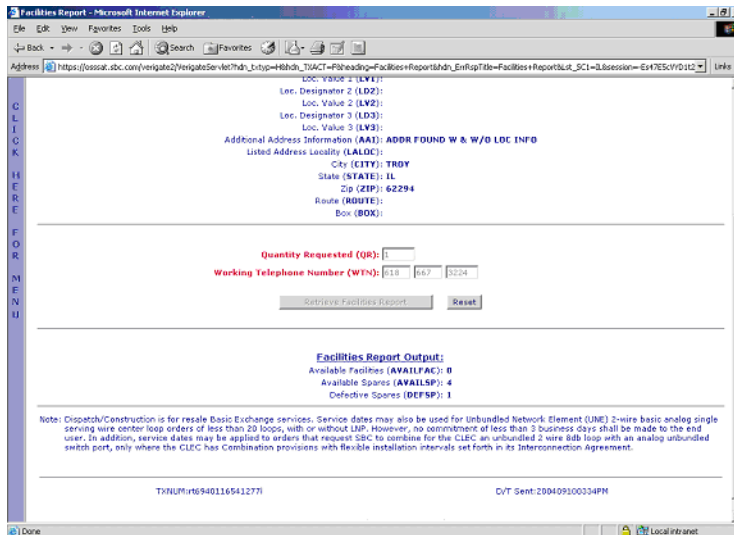 Facilities Report - Microsoft Internet Explorer
File Edit View Favorites Tools Help
Back Search Favorites
Address https://osssat.sbc.com/verigate2/VerigateServlet?hdn_txtyp=H&hdn_TXACT=F&heading=Facilities+Report&hdn_ErrRspTitle=Facilities+Report&Lst_SC1=IL&session= Links
CLICK HERE FOR MENU
Loc. Value 1 (LV1):
Loc. Designator 2 (LD2):
Loc. Value 2 (LV2):
Loc. Designator 3 (LD3):
Loc. Value 3 (LV3):
Additional Address Information (AAI): ADDR FOUND W & W/O LOC INFO
Listed Address Locality (LALOC):
City (CITY): TROY
State (STATE): IL
Zip (ZIP): 62294
Route (ROUTE):
Box (BOX):
Quantity Requested (QR): 1
Working Telephone Number (WTN): 618 667 3224
Retrieve Facilities Report Reset
Facilities Report Output:
Available Facilities (AVAILFAC): 0
Available Spares (AVAILSP): 4
Defective Spares (DEFSP): 1
Note: Dispatch/Construction is for resale Basic Exchange services. Service dates may also be used for Unbundled Network Element (UNE) 2-wire basic analog single
serving wire center loop orders of less than 20 loops, with or without LNP. However, no commitment of less than 3 business days shall be made to the end
user. In addition, service dates may be applied to orders that request SBC to combine for the CLEC an unbundled 2 wire 8db loop with an analog unbundled
switch port, only where the CLEC has Combination provisions with flexible installation intervals set forth in its Interconnection Agreement.
TXNUM:rt6940116541277i D/T Sent:200409100334PM
Done Local intranet